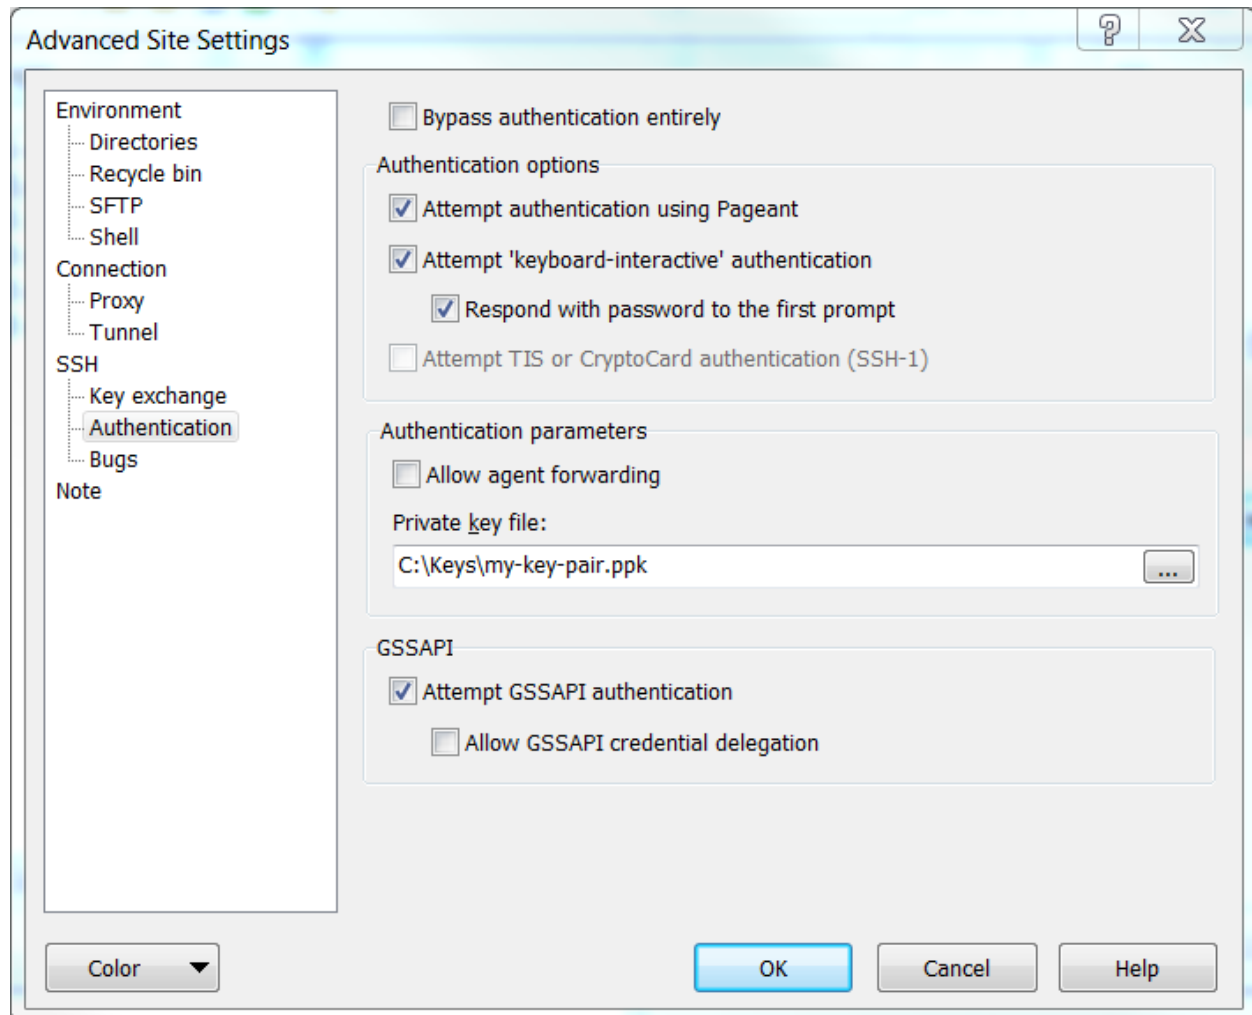 Advanced Site Settings
Environment
Directories
Recycle bin
SFTP
Shell
Connection
Proxy
Tunnel
SSH
Key exchange
Authentication
Bugs
Note
Bypass authentication entirely
Authentication options
Attempt authentication using Pageant
Attempt 'keyboard-interactive' authentication
Respond with password to the first prompt
Attempt TIS or CryptoCard authentication (SSH-1)
Authentication parameters
Allow agent forwarding
Private key file:
C:\Keys\my-key-pair.ppk
...
GSSAPI
Attempt GSSAPI authentication
Allow GSSAPI credential delegation
Color
OK
Cancel
Help